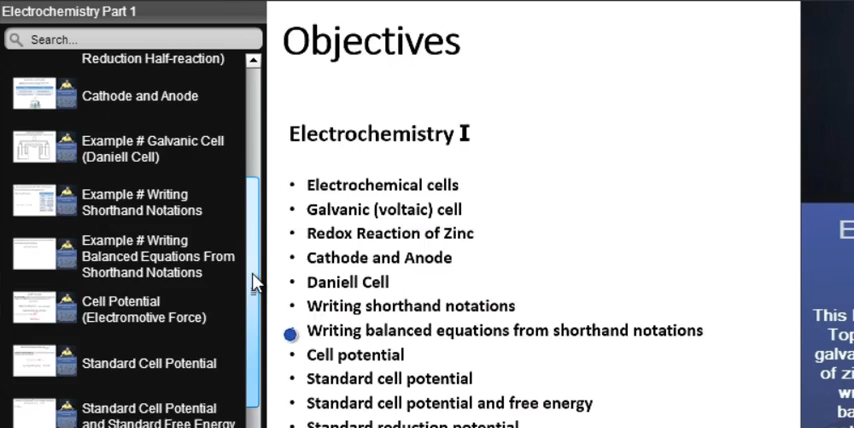 Electrochemistry Part 1
Search...
Reduction Half-reaction)
Cathode and Anode
Example # Galvanic Cell
(Daniell Cell)
Example # Writing
Shorthand Notations
Example # Writing
Balanced Equations From
Shorthand Notations
Cell Potential
(Electromotive Force)
Standard Cell Potential
Standard Cell Potential
and Standard Free Energy
Objectives
Electrochemistry I
• Electrochemical cells
• Galvanic (voltaic) cell
• Redox Reaction of Zinc
• Cathode and Anode
• Daniell Cell
• Writing shorthand notations
Writing balanced equations from shorthand notations
• Cell potential
• Standard cell potential
• Standard cell potential and free energy
• Standard reduction potential
E
This
Top
galva
of zi
w
ba